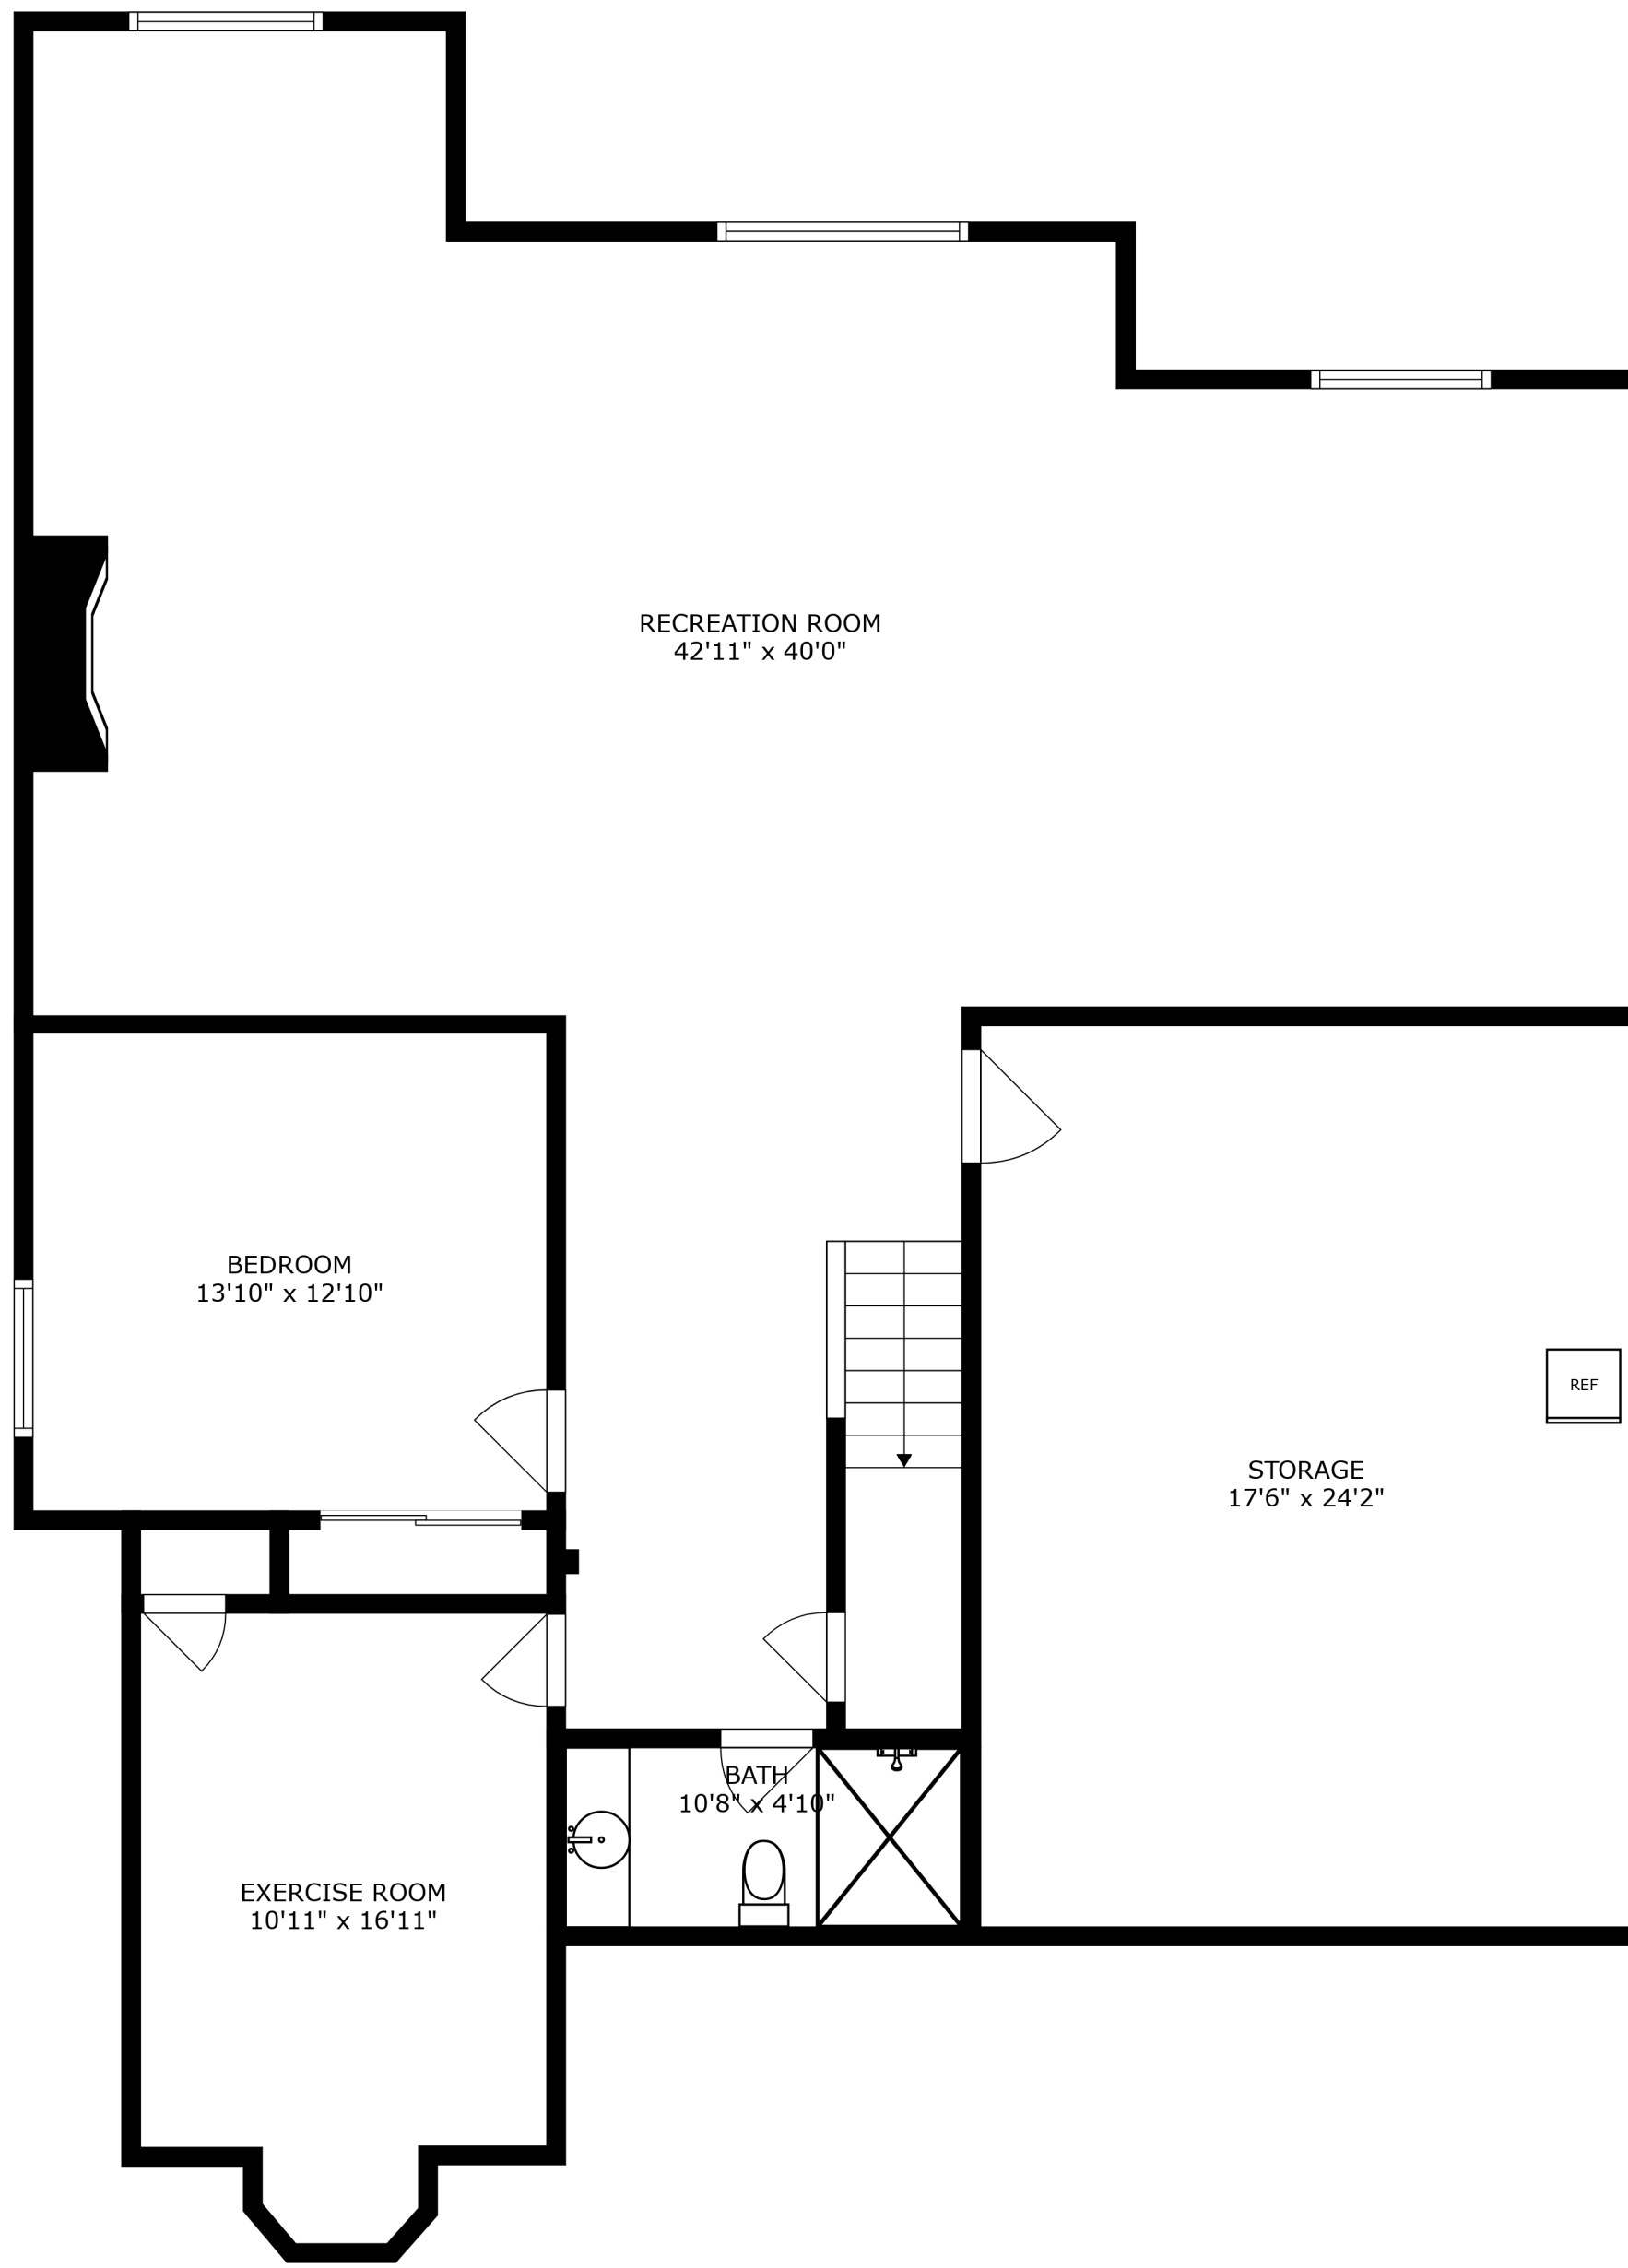 RECREATION ROOM
42'11" x 40'0"
BEDROOM
13'10" x 12'10"
REF
STORAGE
17'6" x 24'2"
BATH
10'8" x 4'10"
EXERCISE ROOM
10'11" x 16'11"